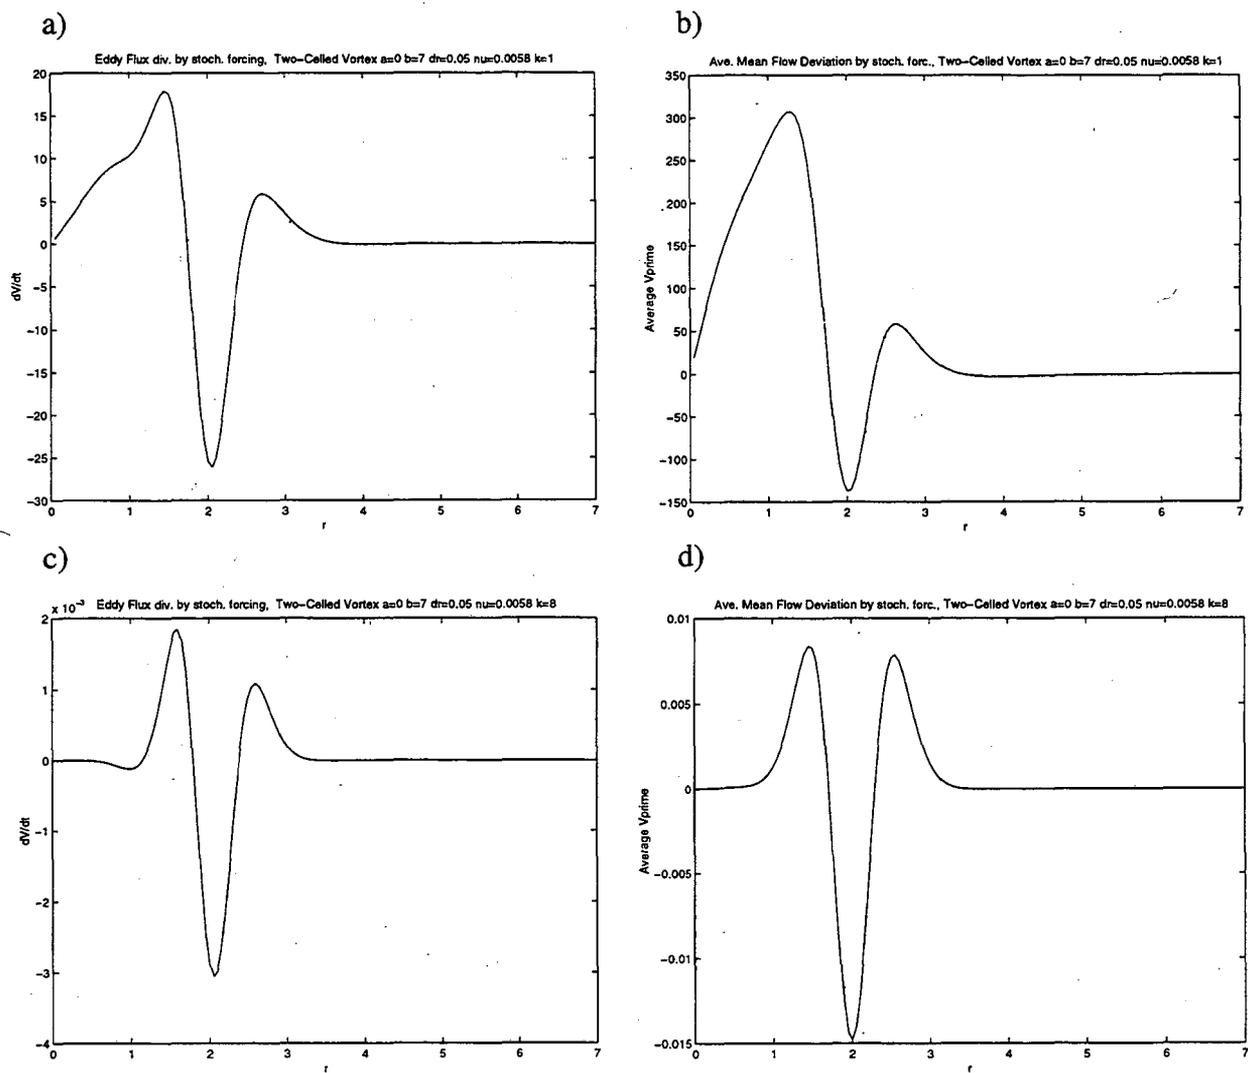 a)
Eddy Flux div. by stoch. forcing, Two-Celled Vortex a=0 b=7 dr=0.05 nu=0.0058 k=1
20
15
10
5
0
-5
-10
-15
-20
-25
-30
dV/dt
0 1 2 3 4 5 6 7
r
b)
Ave. Mean Flow Deviation by stoch. forc., Two-Celled Vortex a=0 b=7 dr=0.05 nu=0.0058 k=1
350
300
250
200
150
100
50
0
-50
-100
-150
Average Vprime
0 1 2 3 4 5 6 7
r
c)
x 10⁻³ Eddy Flux div. by stoch. forcing, Two-Celled Vortex a=0 b=7 dr=0.05 nu=0.0058 k=8
2
1
0
-1
-2
-3
-4
dV/dt
0 1 2 3 4 5 6 7
r
d)
Ave. Mean Flow Deviation by stoch. forc., Two-Celled Vortex a=0 b=7 dr=0.05 nu=0.0058 k=8
0.01
0.005
0
-0.005
-0.01
-0.015
Average Vprime
0 1 2 3 4 5 6 7
r